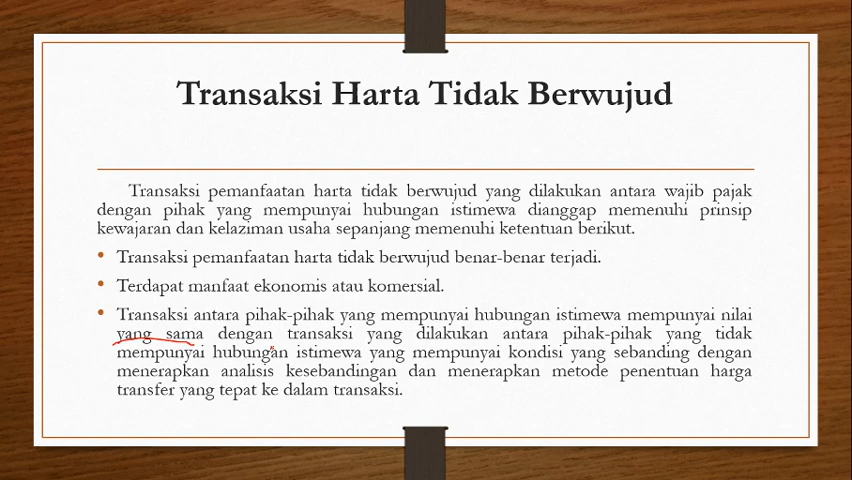 Transaksi Harta Tidak Berwujud
Transaksi pemanfaatan harta tidak berwujud yang dilakukan antara wajib pajak
dengan pihak yang mempunyai hubungan istimewa dianggap memenuhi prinsip
kewajaran dan kelaziman usaha sepanjang memenuhi ketentuan berikut.
• Transaksi pemanfaatan harta tidak berwujud benar-benar terjadi.
• Terdapat manfaat ekonomis atau komersial.
• Transaksi antara pihak-pihak yang mempunyai hubungan istimewa mempunyai nilai
yang sama dengan transaksi yang dilakukan antara pihak-pihak yang tidak
mempunyai hubungan istimewa yang mempunyai kondisi yang sebanding dengan
menerapkan analisis kesebandingan dan menerapkan metode penentuan harga
transfer yang tepat ke dalam transaksi.